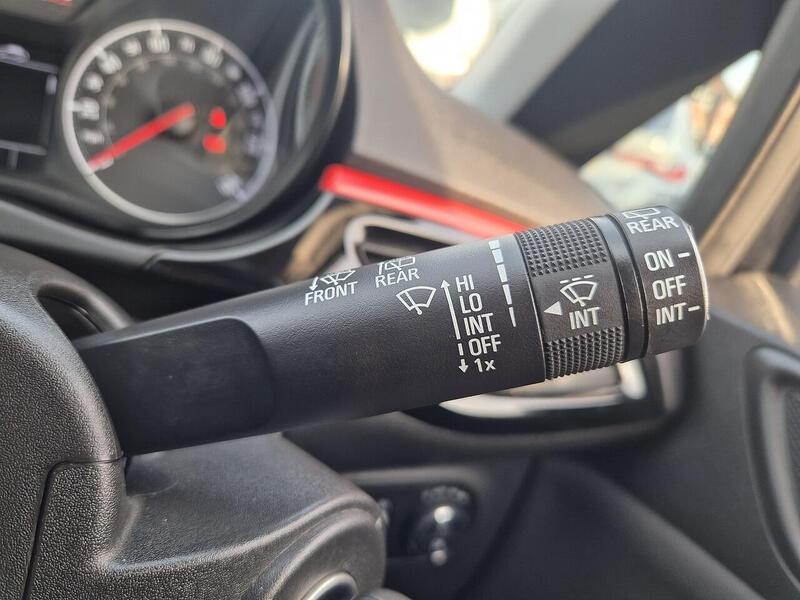 FRONT
REAR
HI
LO
INT
OFF
1x
INT
REAR
ON
OFF
INT